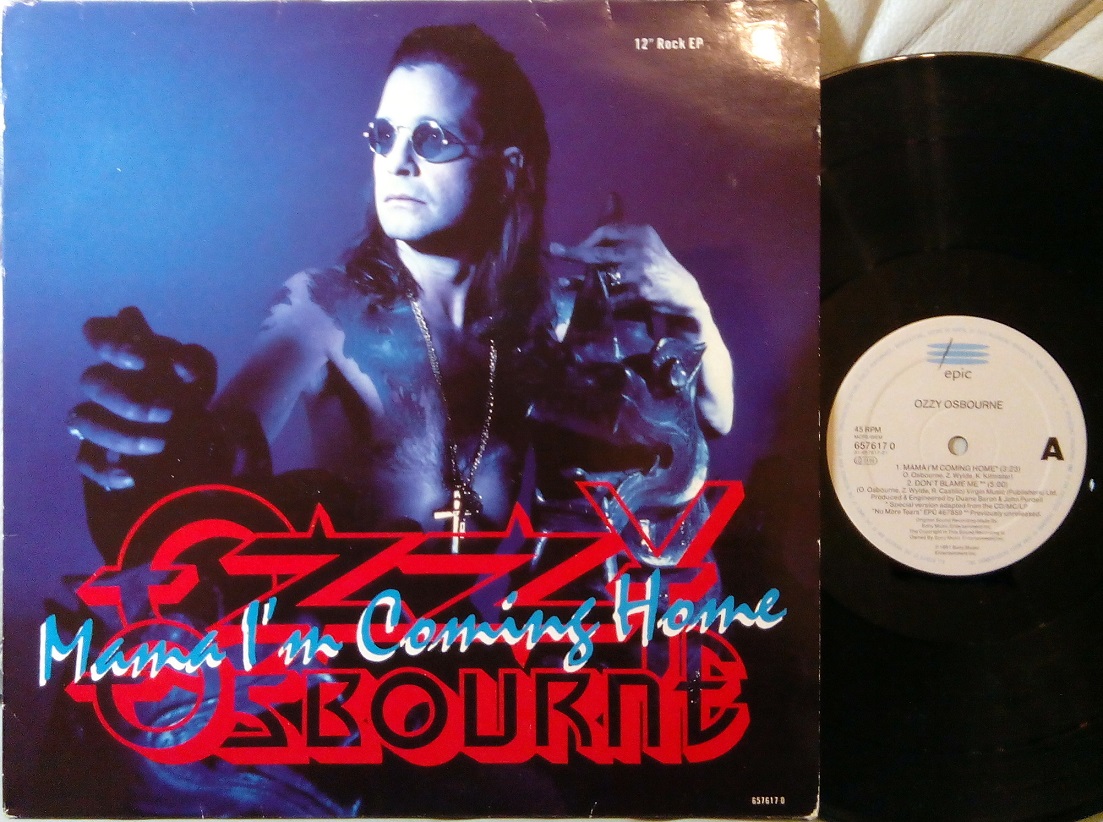 12" Rock EP
OZZY
Mama I'm Coming Home
OSBOURNE
657617 0
epic
OZZY OSBOURNE
45 RPM
657617 0
A
1. MAMA I'M COMING HOME* (3:23)
O. Osbourne, Z. Wylde, K. Kilmister)
2. DON'T BLAME ME ** (5:00)
(O. Osbourne, Z. Wylde, R. Castillo) Virgin Music (Publishers) Ltd.
Produced & Engineered by Duane Baron & John Purdell
* Special version adapted from the CD/MC/LP
"No More Tears" EPIC 467859 ** Previously unreleased.